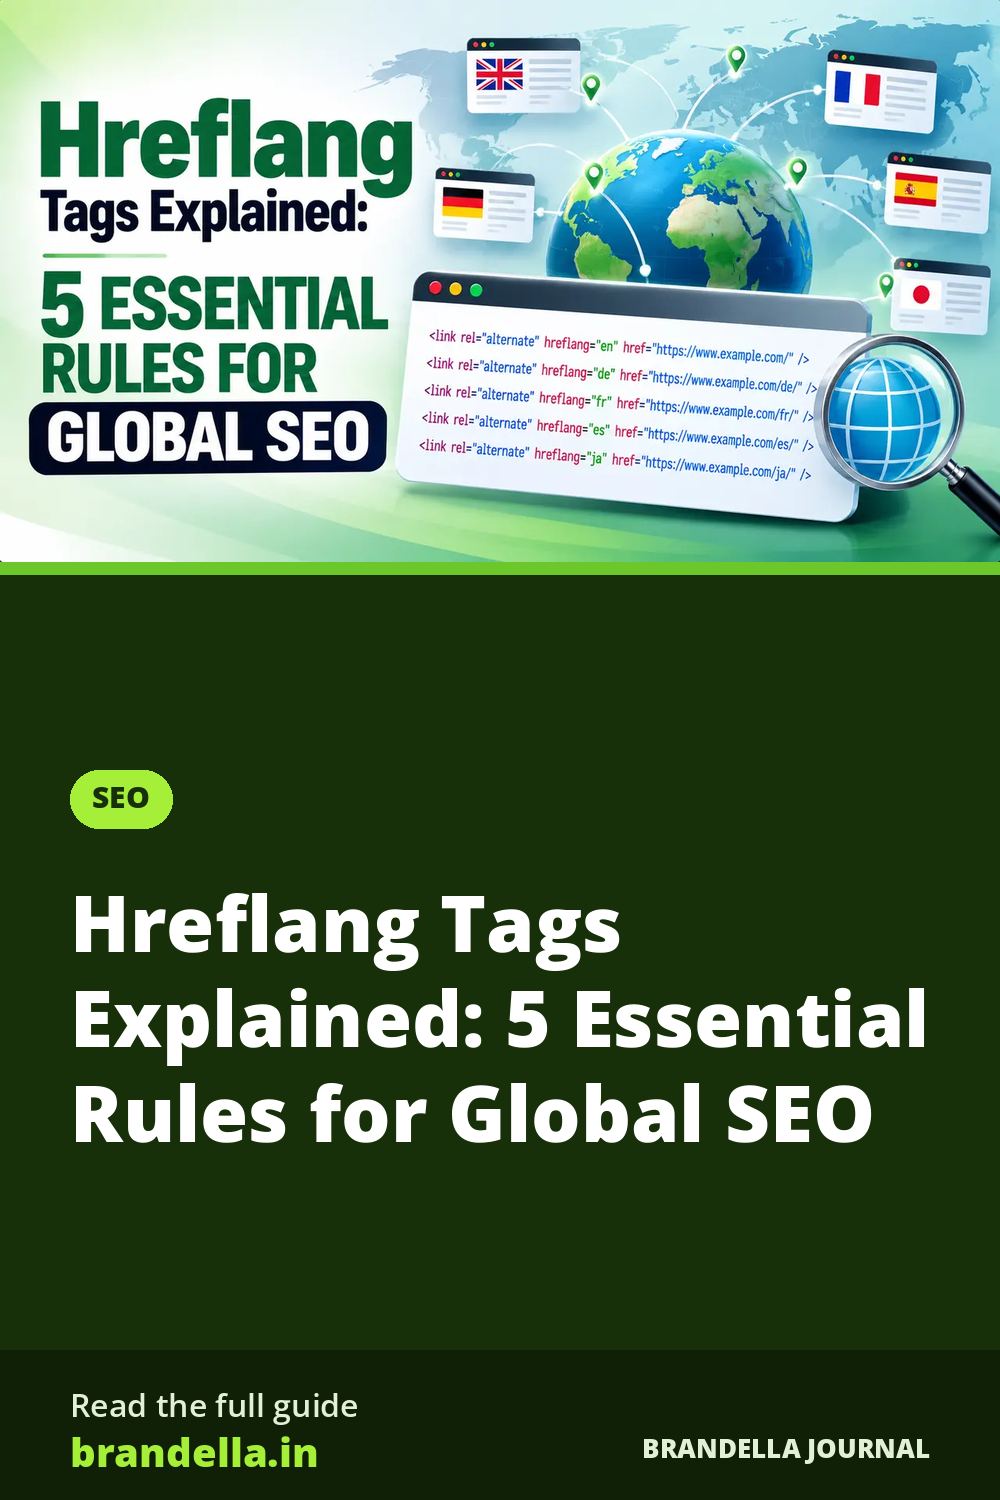 Hreflang
Tags Explained:
5 ESSENTIAL
RULES FOR
GLOBAL SEO
<link rel="alternate" hreflang="en" href="https://www.example.com/" />
<link rel="alternate" hreflang="de" href="https://www.example.com/de/" />
<link rel="alternate" hreflang="fr" href="https://www.example.com/fr/" />
<link rel="alternate" hreflang="es" href="https://www.example.com/es/" />
<link rel="alternate" hreflang="ja" href="https://www.example.com/ja/" />
SEO
Hreflang Tags
Explained: 5 Essential
Rules for Global SEO
Read the full guide
brandella.in
BRANDELLA JOURNAL